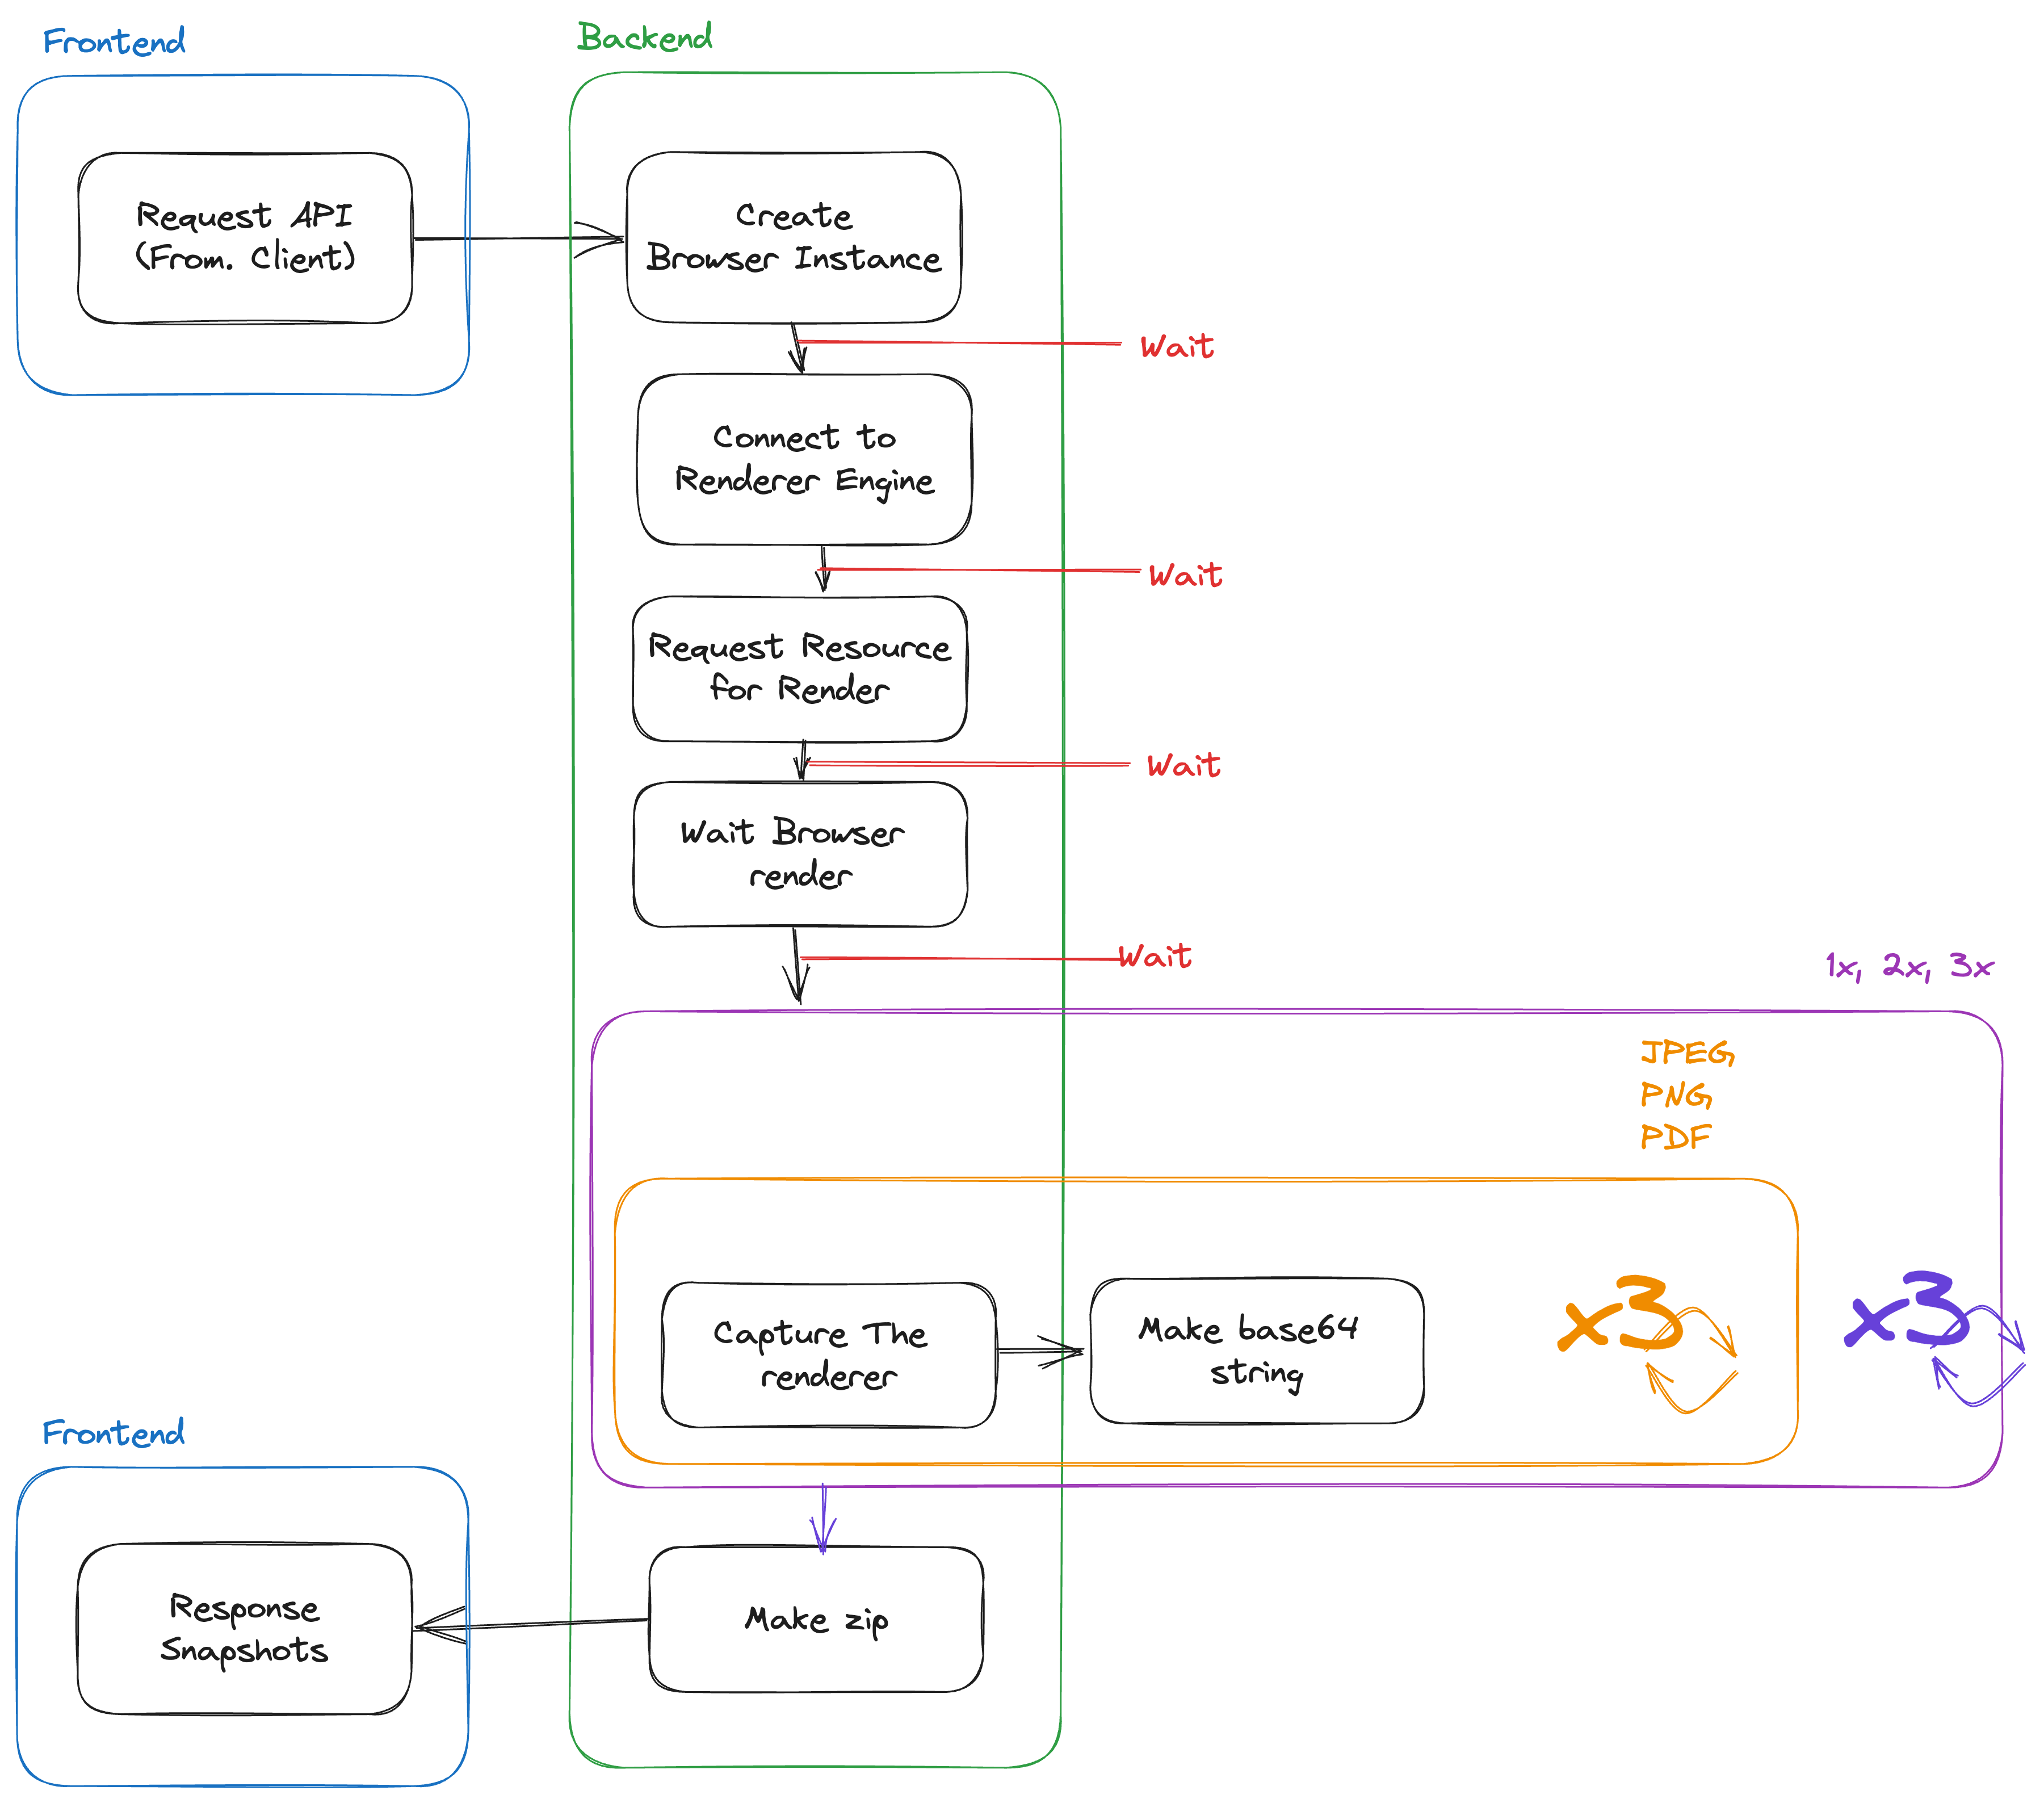 Frontend
Backend
Request API
(From. Client)
Create
Browser Instance
Wait
Connect to
Renderer Engine
Wait
Request Resource
for Render
Wait
Wait Browser
render
Wait
1x, 2x, 3x
JPEG,
PNG,
PDF
Capture The
renderer
Make base64
string
x3
x3
Frontend
Response
Snapshots
Make zip